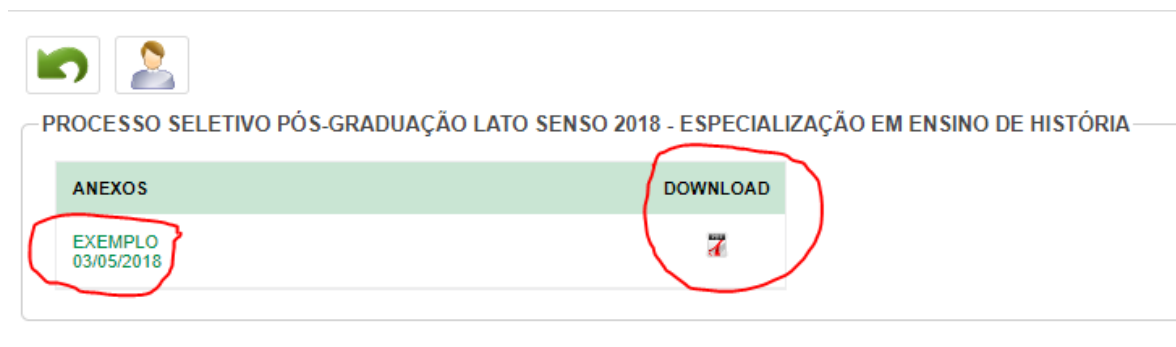 PROCESSO SELETIVO PÓS-GRADUAÇÃO LATO SENSO 2018 - ESPECIALIZAÇÃO EM ENSINO DE HISTÓRIA
ANEXOS DOWNLOAD
EXEMPLO
03/05/2018